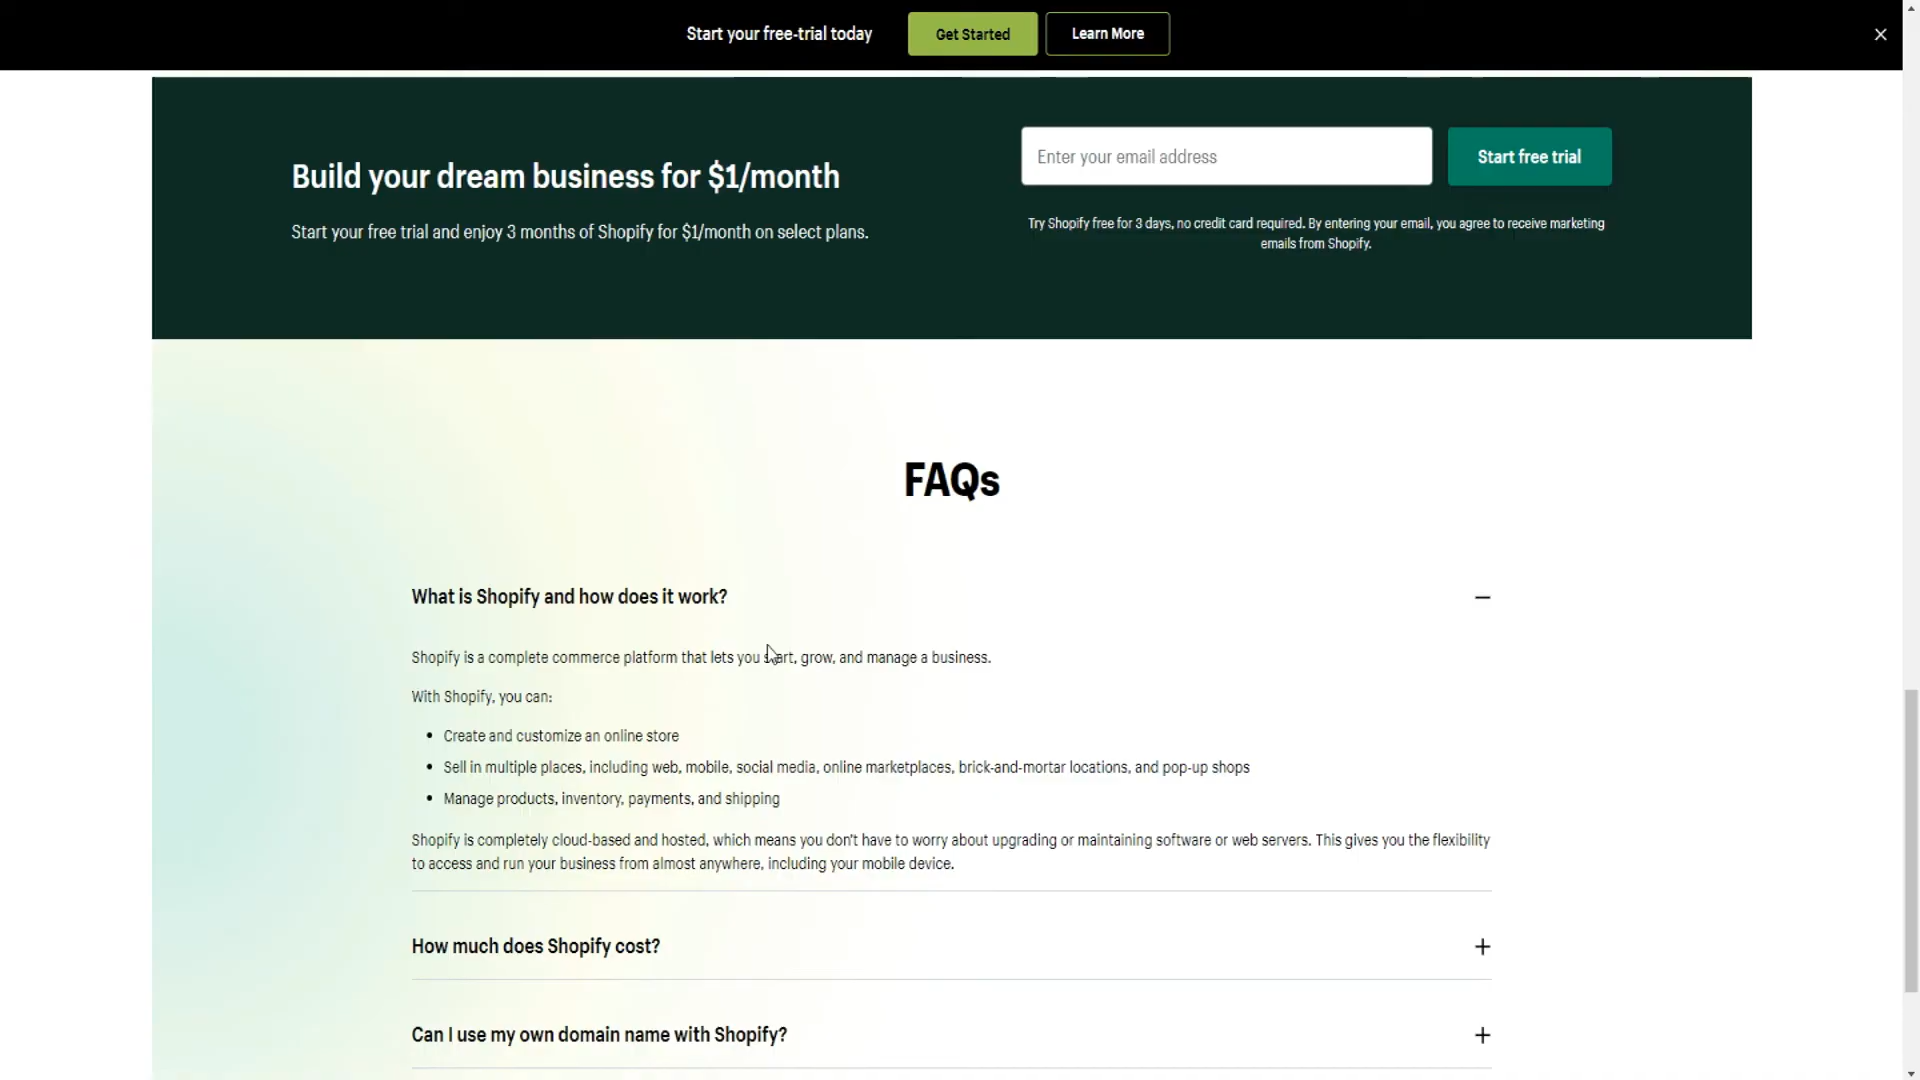 Start your free-trial today
Get Started
Learn More
Build your dream business for $1/month
Start your free trial and enjoy 3 months of Shopify for $1/month on select plans.
Enter your email address
Start free trial
Try Shopify free for 3 days, no credit card required. By entering your email, you agree to receive marketing
emails from Shopify.
FAQs
What is Shopify and how does it work?
Shopify is a complete commerce platform that lets you start, grow, and manage a business.
With Shopify, you can:
• Create and customize an online store
• Sell in multiple places, including web, mobile, social media, online marketplaces, brick-and-mortar locations, and pop-up shops
• Manage products, inventory, payments, and shipping
Shopify is completely cloud-based and hosted, which means you don't have to worry about upgrading or maintaining software or web servers. This gives you the flexibility
to access and run your business from almost anywhere, including your mobile device.
How much does Shopify cost?
Can I use my own domain name with Shopify?